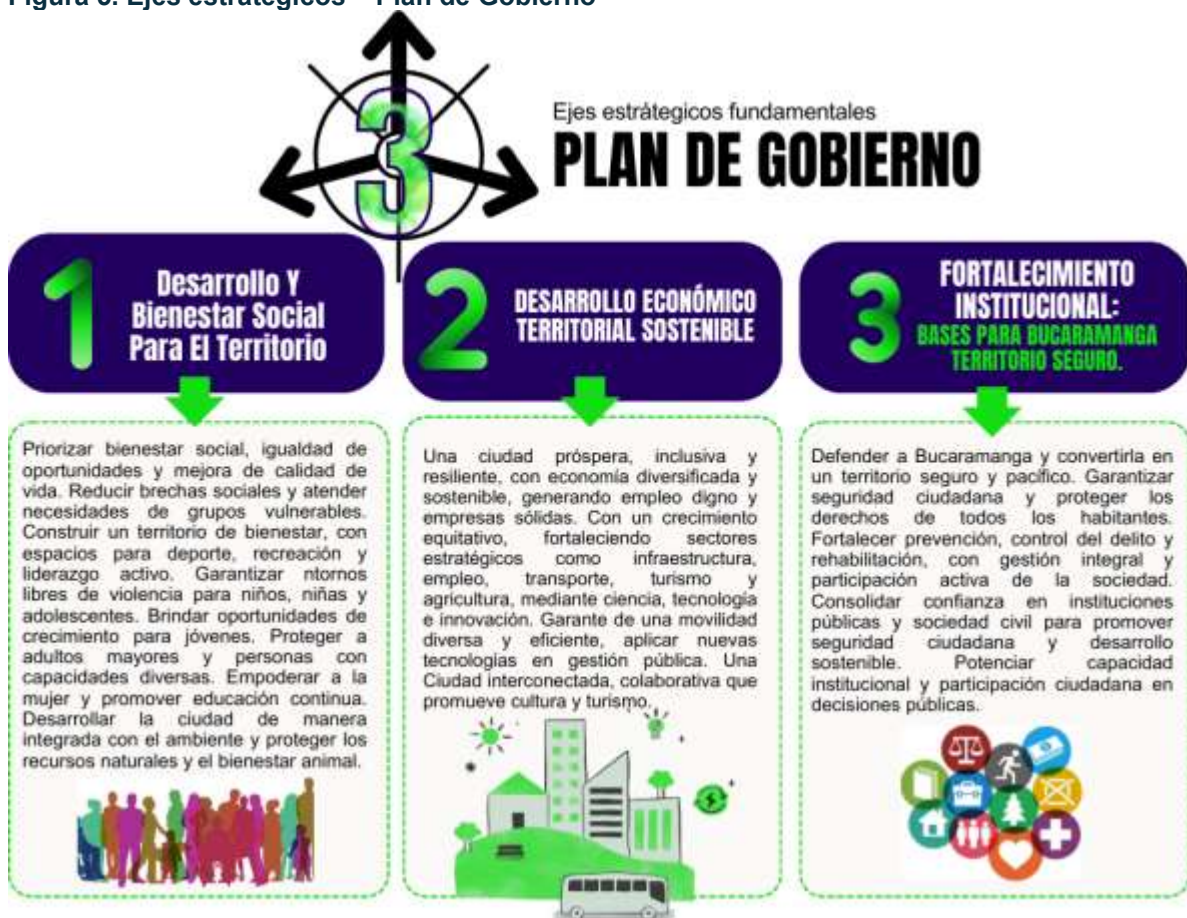 Figura 3. Ejes estratégicos – Plan de Gobierno
3
Ejes estrátegicos fundamentales
PLAN DE GOBIERNO
1
Desarrollo Y
Bienestar Social
Para El Territorio
Priorizar bienestar social, igualdad de
oportunidades y mejora de calidad de
vida. Reducir brechas sociales y atender
necesidades de grupos vulnerables.
Construir un territorio de bienestar, con
espacios para deporte, recreación y
liderazgo activo. Garantizar ntornos
libres de violencia para niños, niñas y
adolescentes. Brindar oportunidades de
crecimiento para jóvenes. Proteger a
adultos mayores y personas con
capacidades diversas. Empoderar a la
mujer y promover educación continua.
Desarrollar la ciudad de manera
integrada con el ambiente y proteger los
recursos naturales y el bienestar animal.
2
DESARROLLO ECONÓMICO
TERRITORIAL SOSTENIBLE
Una ciudad próspera, inclusiva y
resiliente, con economía diversificada y
sostenible, generando empleo digno y
empresas sólidas. Con un crecimiento
equitativo, fortaleciendo sectores
estratégicos como infraestructura,
empleo, transporte, turismo y
agricultura, mediante ciencia, tecnología
e innovación. Garante de una movilidad
diversa y eficiente, aplicar nuevas
tecnologías en gestión pública. Una
Ciudad interconectada, colaborativa que
promueve cultura y turismo.
3
FORTALECIMIENTO
INSTITUCIONAL:
BASES PARA BUCARAMANGA
TERRITORIO SEGURO.
Defender a Bucaramanga y convertirla en
un territorio seguro y pacífico. Garantizar
seguridad ciudadana y proteger los
derechos de todos los habitantes.
Fortalecer prevención, control del delito y
rehabilitación, con gestión integral y
participación activa de la sociedad.
Consolidar confianza en instituciones
públicas y sociedad civil para promover
seguridad ciudadana y desarrollo
sostenible. Potenciar capacidad
institucional y participación ciudadana en
decisiones públicas.